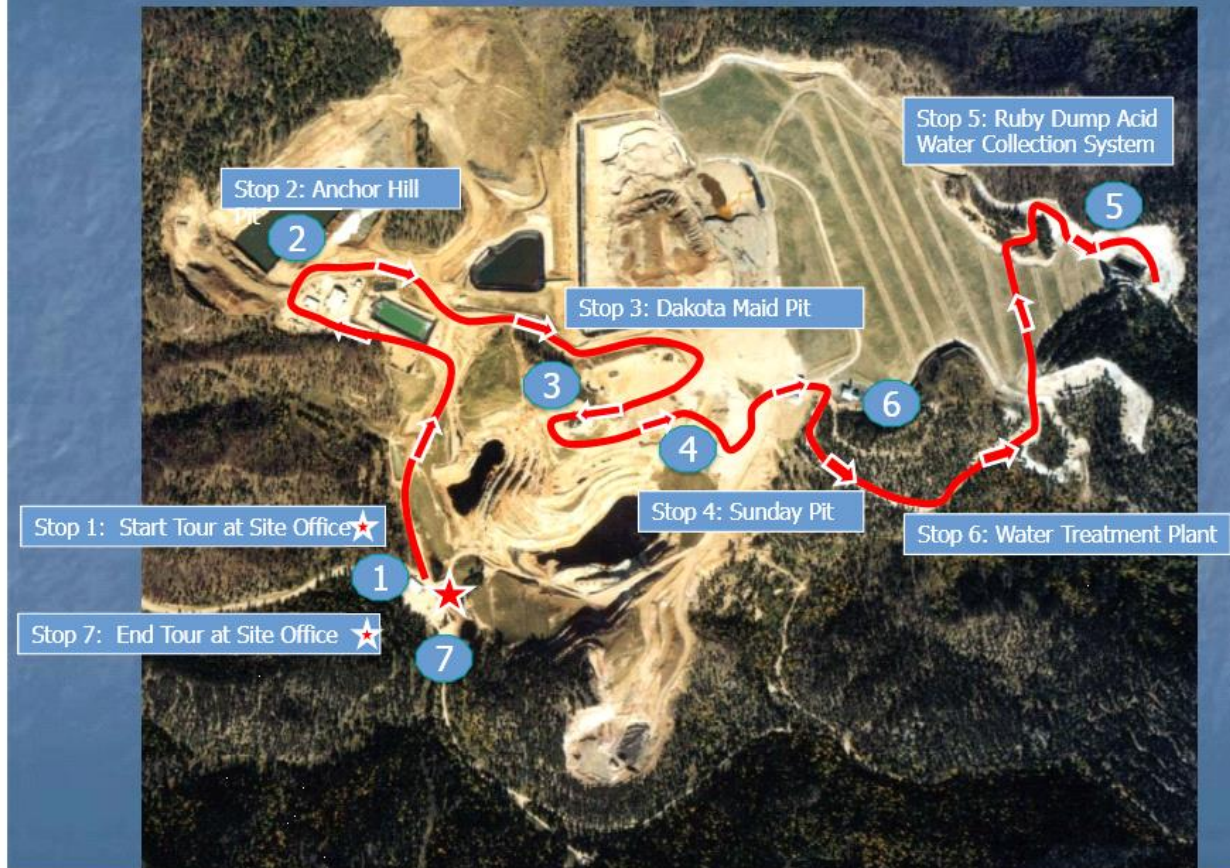 Stop 5: Ruby Dump Acid
Water Collection System
5
Stop 2: Anchor Hill
Pit
2
Stop 3: Dakota Maid Pit
3
6
4
Stop 4: Sunday Pit
Stop 6: Water Treatment Plant
Stop 1: Start Tour at Site Office
1
Stop 7: End Tour at Site Office
7